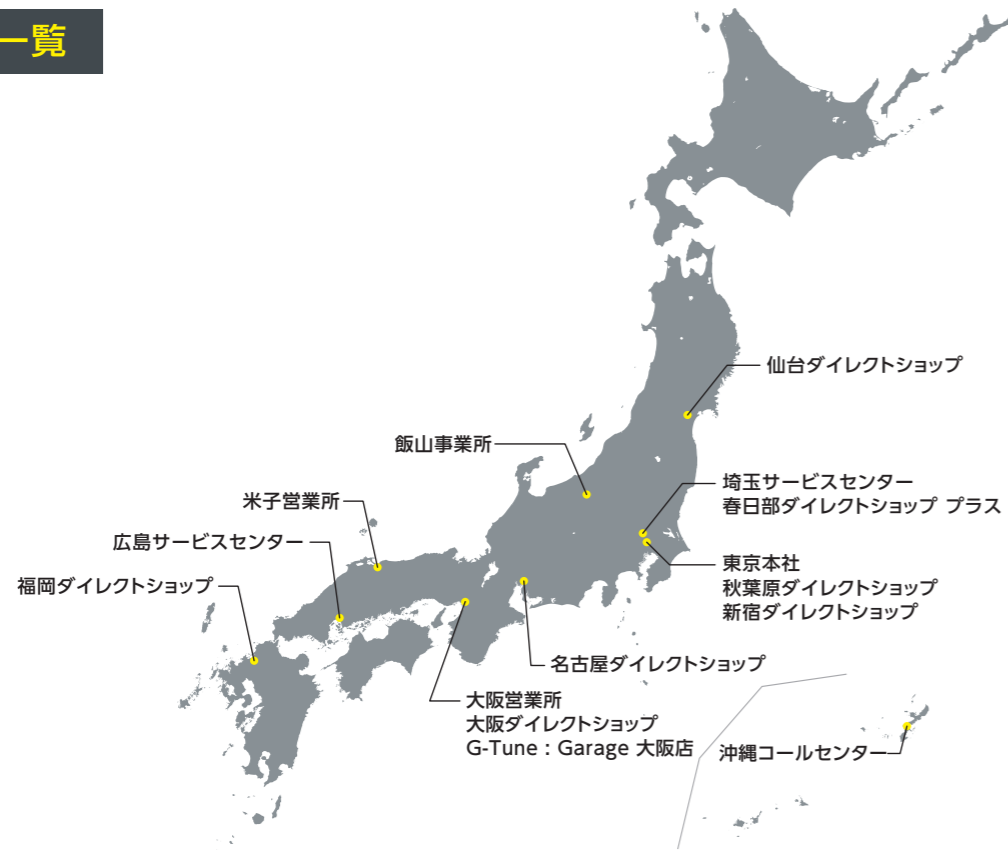 一覧
仙台ダイレクトショップ
飯山事業所
埼玉サービスセンター
春日部ダイレクトショップ プラス
米子営業所
広島サービスセンター
東京本社
秋葉原ダイレクトショップ
新宿ダイレクトショップ
福岡ダイレクトショップ
名古屋ダイレクトショップ
大阪営業所
大阪ダイレクトショップ
G-Tune : Garage 大阪店
沖縄コールセンター